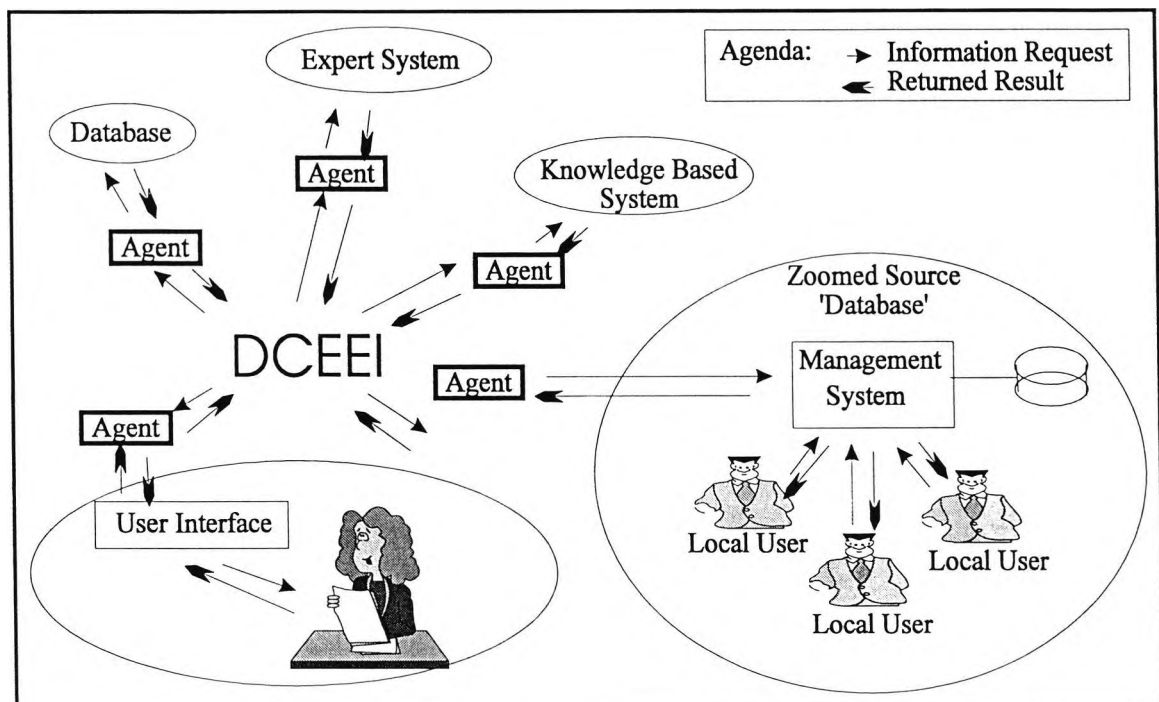 Expert System
Agenda:
Information Request
Returned Result
Database
Agent
Knowledge Based
System
Agent
Agent
Zoomed Source
'Database'
DCEEI
Management
System
Agent
Agent
User Interface
Local User
Local User
Local User